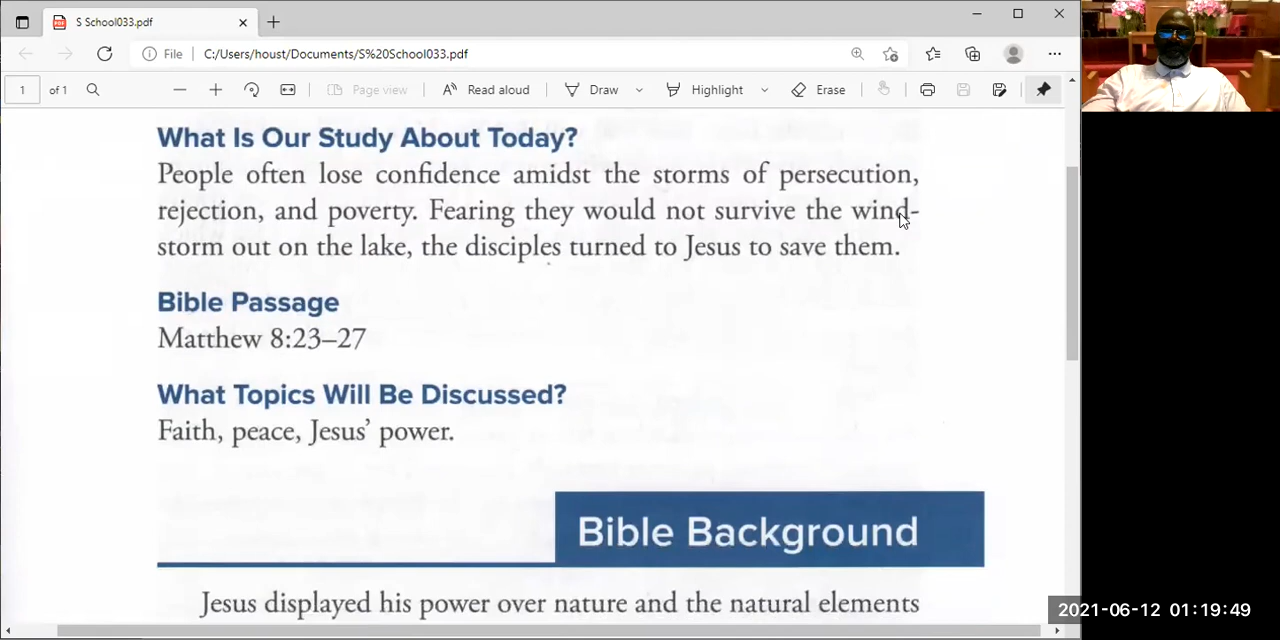 S School033.pdf
File
C:/Users/houst/Documents/S%20School033.pdf
1 of 1
Page view
Read aloud
Draw
Highlight
Erase
What Is Our Study About Today?
People often lose confidence amidst the storms of persecution,
rejection, and poverty. Fearing they would not survive the wind-
storm out on the lake, the disciples turned to Jesus to save them.
Bible Passage
Matthew 8:23–27
What Topics Will Be Discussed?
Faith, peace, Jesus' power.
Bible Background
Jesus displayed his power over nature and the natural elements
2021-06-12 01:19:49